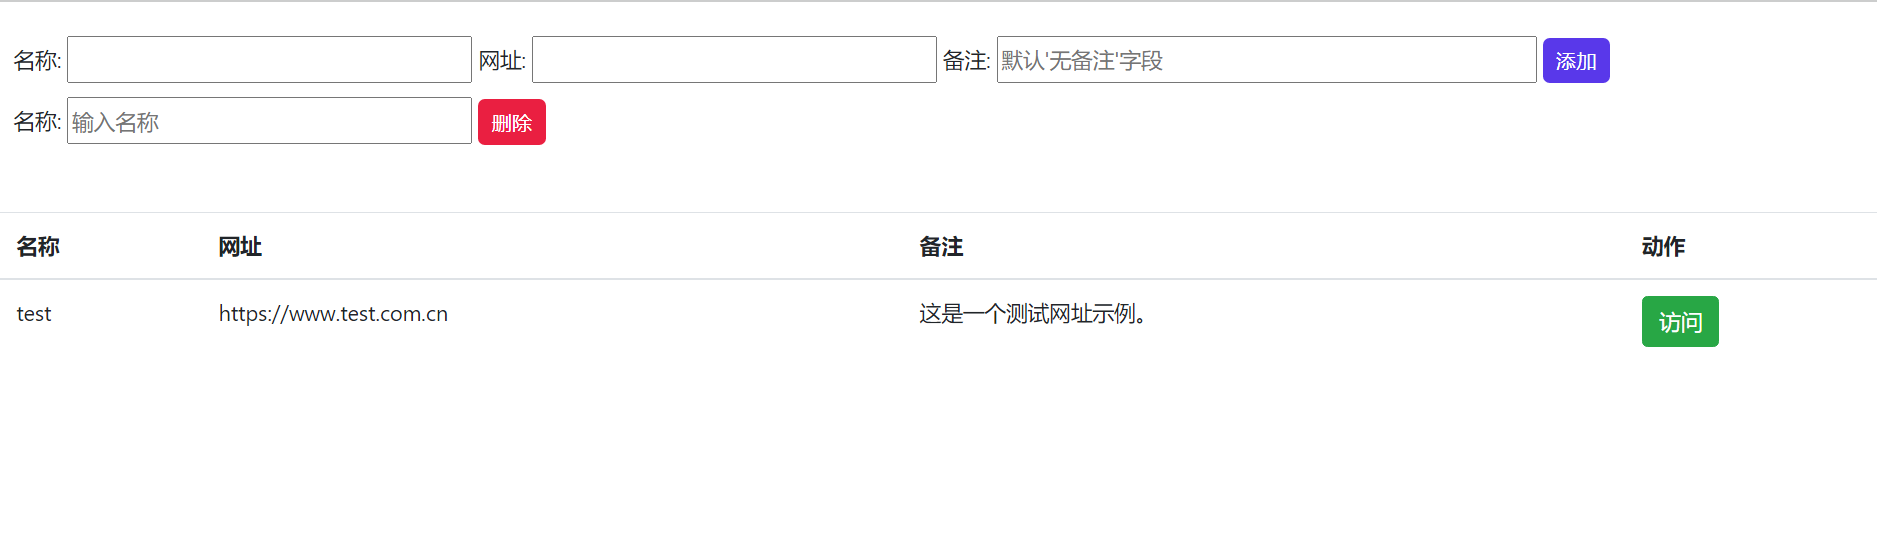 名称: 网址: 备注: 默认'无备注'字段 添加
名称: 输入名称 删除
名称 网址 备注 动作
test https://www.test.com.cn 这是一个测试网址示例。 访问